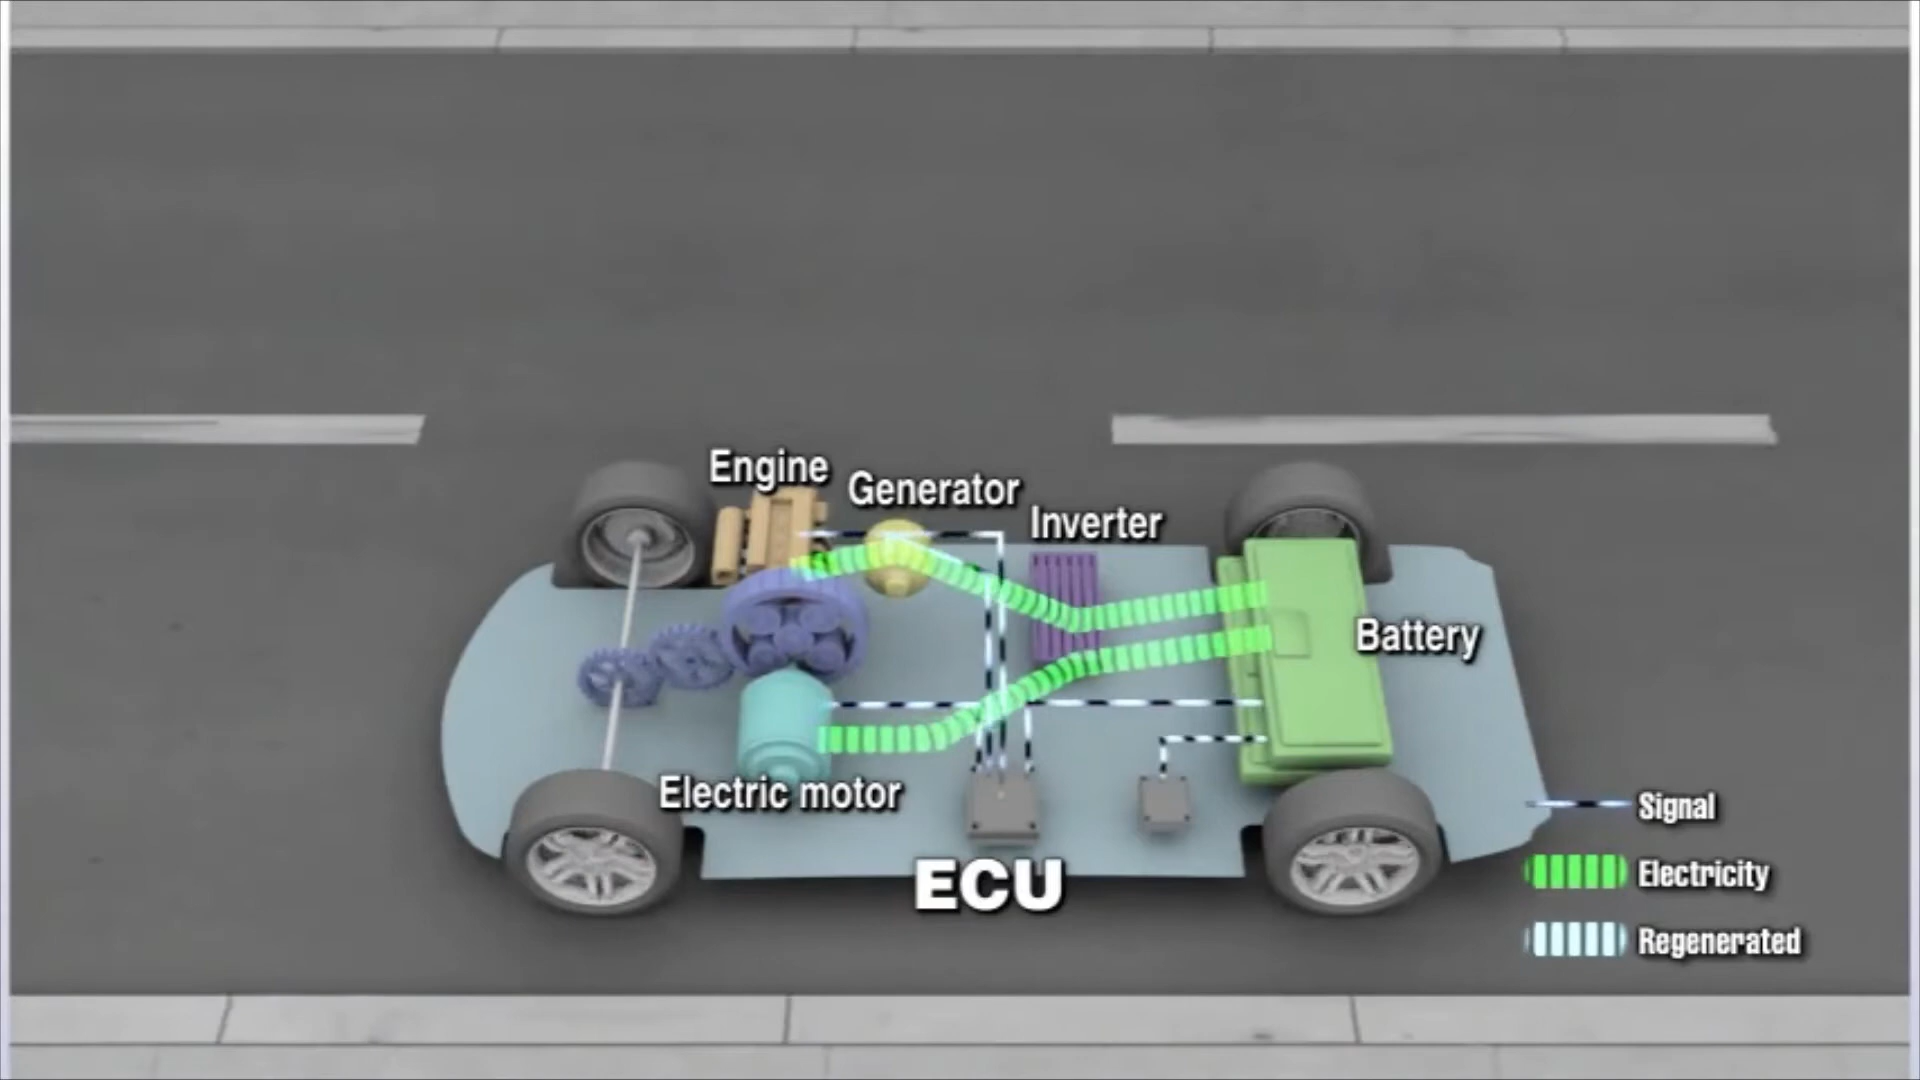 Engine
Generator
Inverter
Battery
Electric motor
ECU
Signal
Electricity
Regenerated